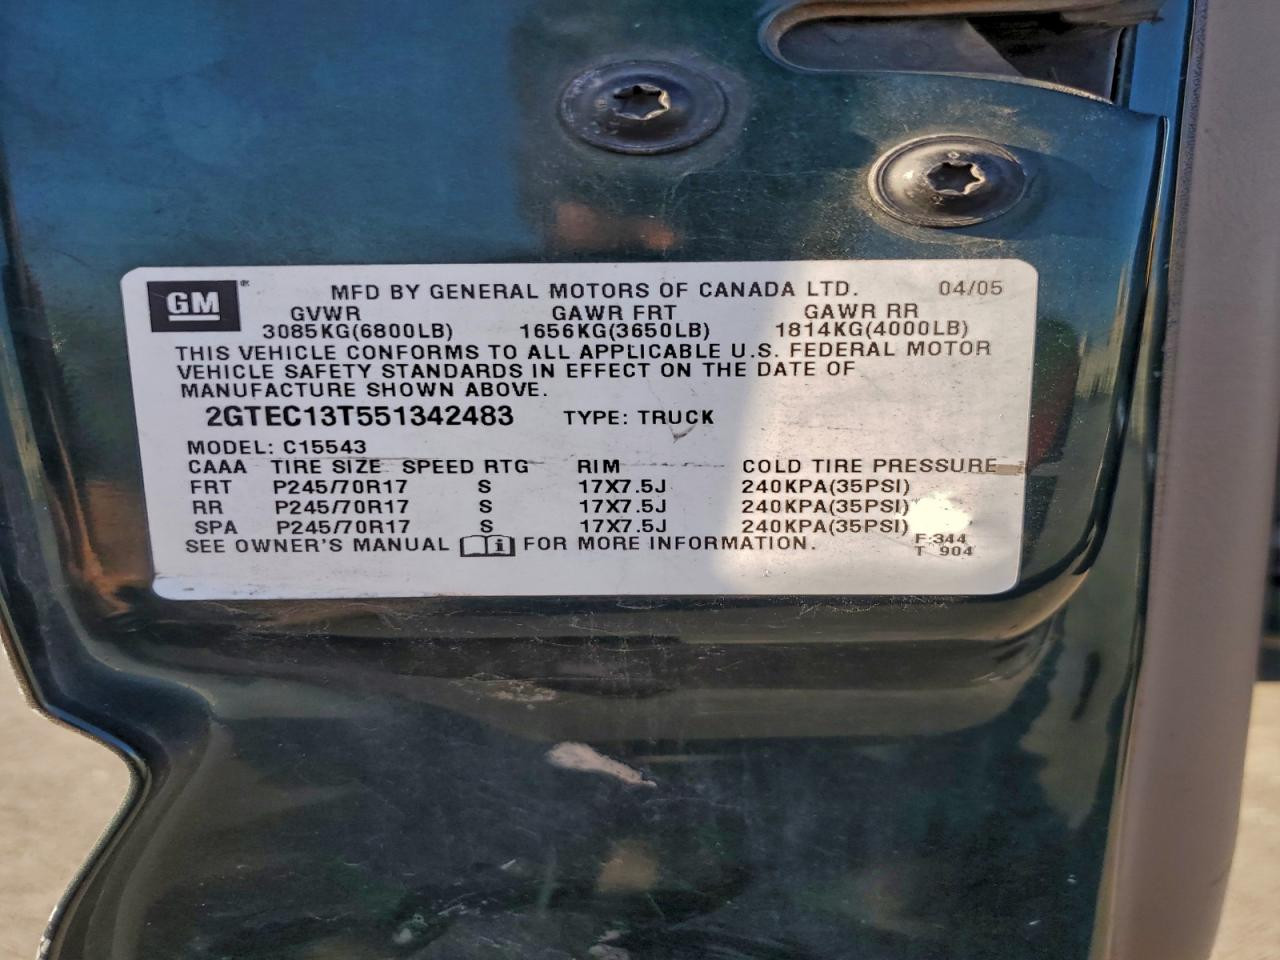 GM ® MFD BY GENERAL MOTORS OF CANADA LTD. 04/05
GVWR GAWR FRT GAWR RR
3085KG(6800LB) 1656KG(3650LB) 1814KG(4000LB)
THIS VEHICLE CONFORMS TO ALL APPLICABLE U.S. FEDERAL MOTOR
VEHICLE SAFETY STANDARDS IN EFFECT ON THE DATE OF
MANUFACTURE SHOWN ABOVE.
2GTEC13T551342483 TYPE: TRUCK
MODEL: C15543
CAAA TIRE SIZE SPEED RTG RIM COLD TIRE PRESSURE
FRT P245/70R17 S 17X7.5J 240KPA(35PSI)
RR P245/70R17 S 17X7.5J 240KPA(35PSI)
SPA P245/70R17 S 17X7.5J 240KPA(35PSI)
SEE OWNER'S MANUAL i FOR MORE INFORMATION.
F:344
T 904